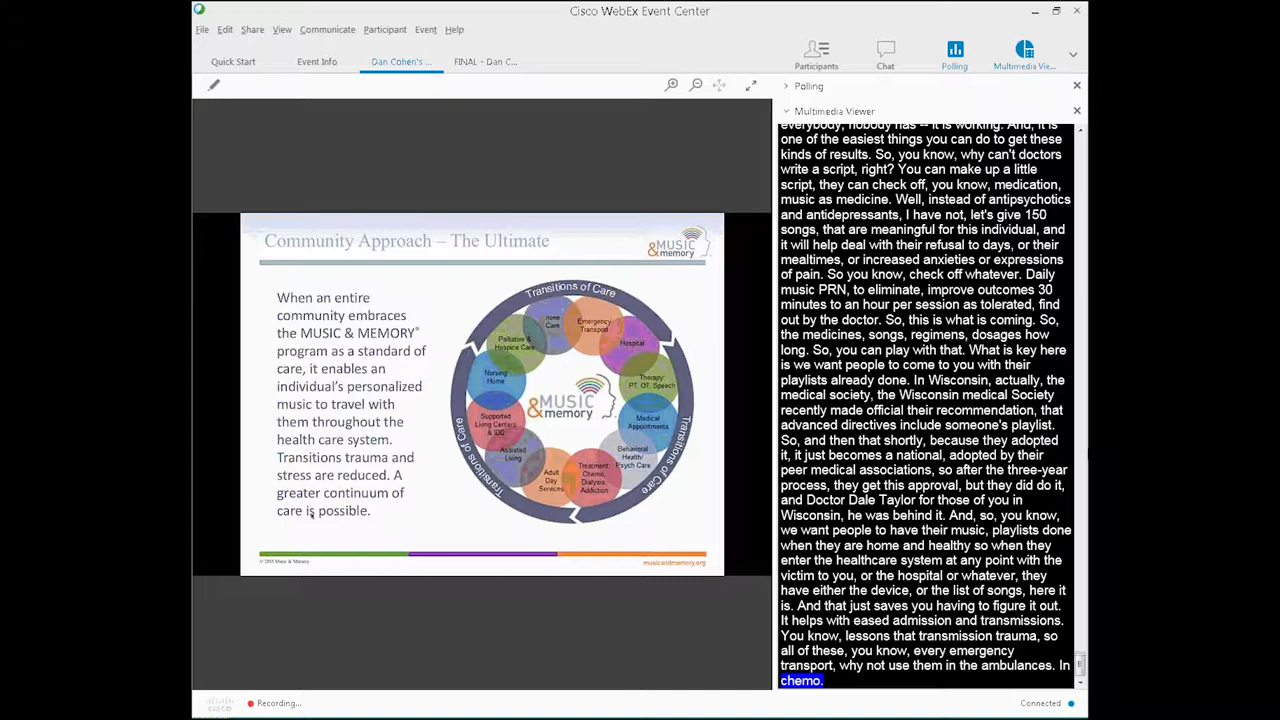 Cisco WebEx Event Center
File Edit Share View Communicate Participant Event Help
Quick Start Event Info Dan Cohen's ... FINAL - Dan C...
Participants Chat Polling Multimedia Vie...
Polling
Multimedia Viewer
Community Approach – The Ultimate
&MUSIC
memory
When an entire
community embraces
the MUSIC & MEMORY®
program as a standard of
care, it enables an
individual's personalized
music to travel with
them throughout the
health care system.
Transitions trauma and
stress are reduced. A
greater continuum of
care is possible.
Transitions of Care
Transitions of Care
Transitions of Care
Home
Care
Emergency
Transport
Hospital
Therapy:
PT, OT, Speech
Medical
Appointments
Behavioral
Health/
Psych Care
Treatment:
Chemo,
Dialysis,
Addiction
Adult
Day
Services
Assisted
Living
Supported
Living Centers
& IDD
Nursing
Home
Palliative &
Hospice Care
&MUSIC
memory
© 2015 Music & Memory
musicandmemory.org
everybody, nobody has -- it is working. And, it is
one of the easiest things you can do to get these
kinds of results. So, you know, why can't doctors
write a script, right? You can make up a little
script, they can check off, you know, medication,
music as medicine. Well, instead of antipsychotics
and antidepressants, I have not, let's give 150
songs, that are meaningful for this individual, and
it will help deal with their refusal to days, or their
mealtimes, or increased anxieties or expressions
of pain. So you know, check off whatever. Daily
music PRN, to eliminate, improve outcomes 30
minutes to an hour per session as tolerated, find
out by the doctor. So, this is what is coming. So,
the medicines, songs, regimens, dosages how
long. So, you can play with that. What is key here
is we want people to come to you with their
playlists already done. In Wisconsin, actually, the
medical society, the Wisconsin medical Society
recently made official their recommendation, that
advanced directives include someone's playlist.
So, and then that shortly, because they adopted
it, it just becomes a national, adopted by their
peer medical associations, so after the three-year
process, they get this approval, but they did do it,
and Doctor Dale Taylor for those of you in
Wisconsin, he was behind it. And, so, you know,
we want people to have their music, playlists done
when they are home and healthy so when they
enter the healthcare system at any point with the
victim to you, or the hospital or whatever, they
have either the device, or the list of songs, here it
is. And that just saves you having to figure it out.
It helps with eased admission and transmissions.
You know, lessons that transmission trauma, so
all of these, you know, every emergency
transport, why not use them in the ambulances. In
chemo.
cisco
Recording...
Connected